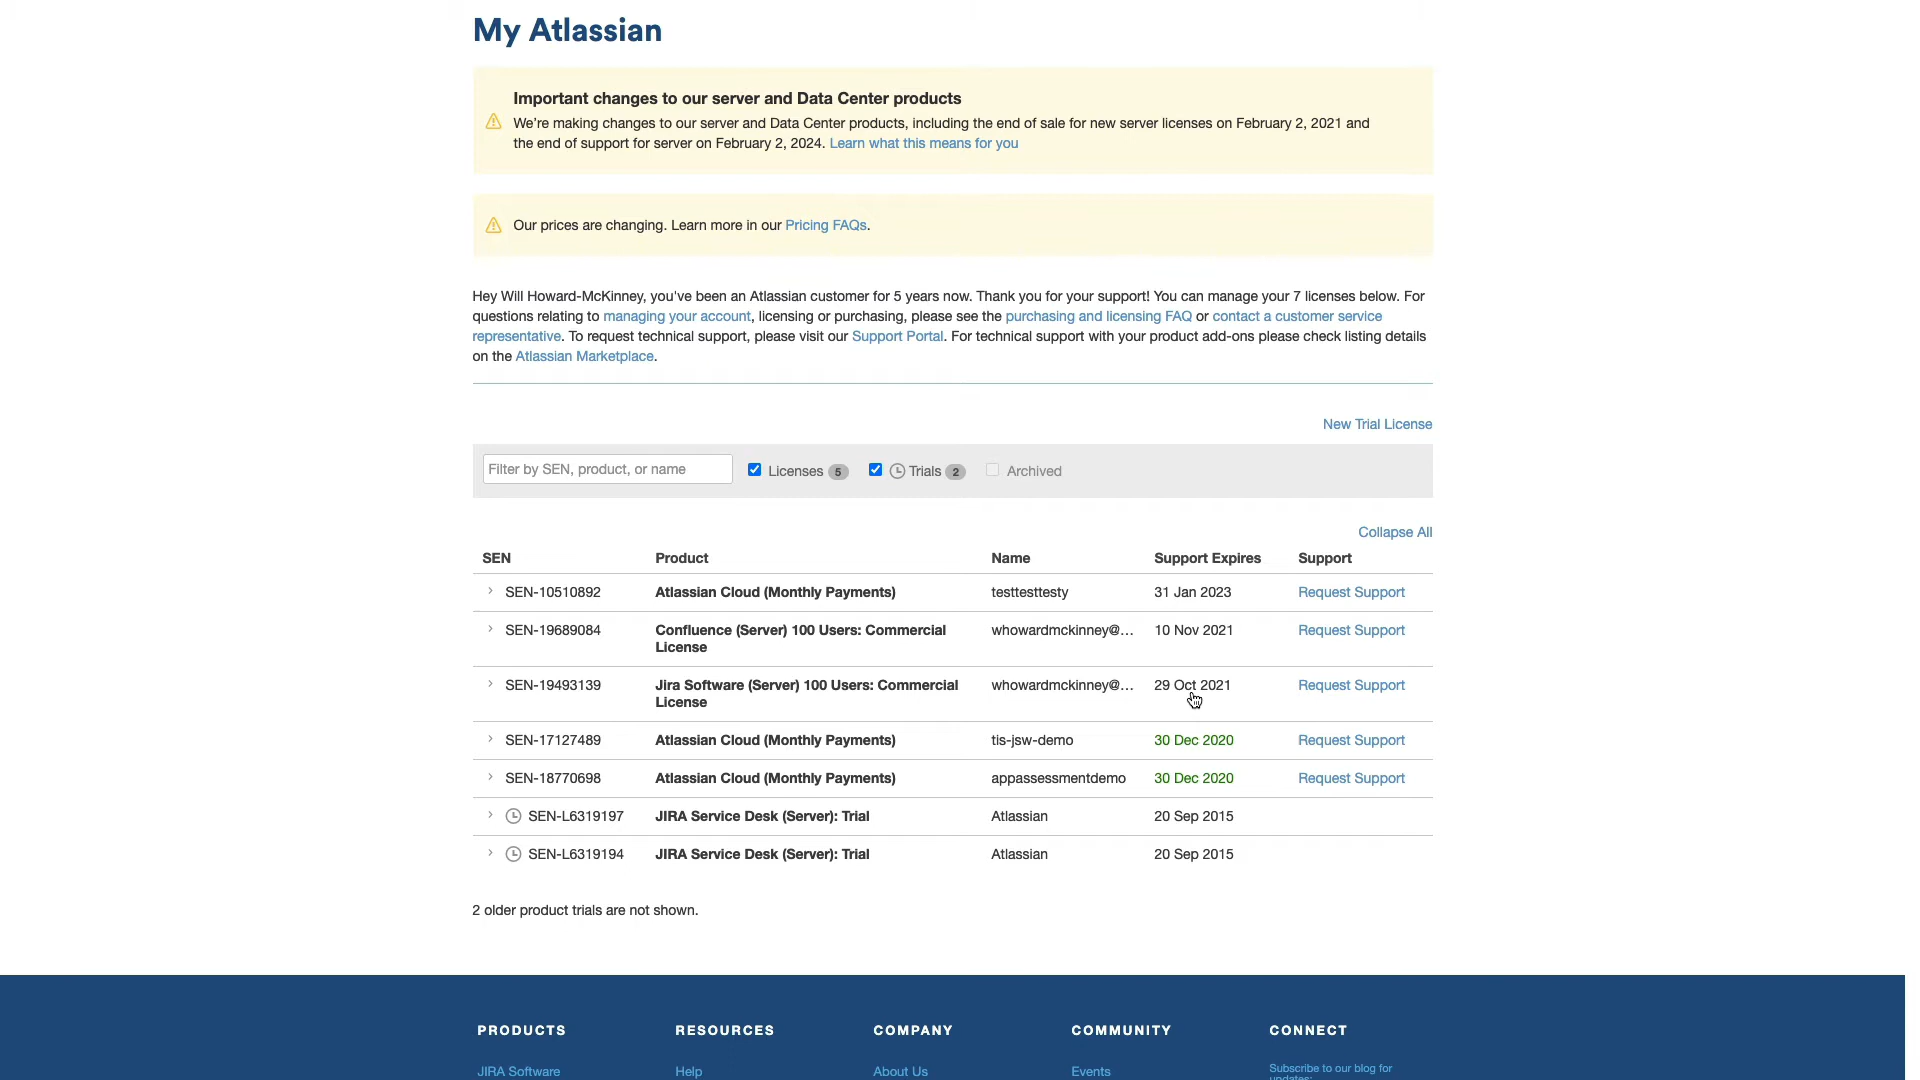 My Atlassian
Important changes to our server and Data Center products
We're making changes to our server and Data Center products, including the end of sale for new server licenses on February 2, 2021 and
the end of support for server on February 2, 2024. Learn what this means for you
Our prices are changing. Learn more in our Pricing FAQs.
Hey Will Howard-McKinney, you've been an Atlassian customer for 5 years now. Thank you for your support! You can manage your 7 licenses below. For
questions relating to managing your account, licensing or purchasing, please see the purchasing and licensing FAQ or contact a customer service
representative. To request technical support, please visit our Support Portal. For technical support with your product add-ons please check listing details
on the Atlassian Marketplace.
New Trial License
Filter by SEN, product, or name Licenses 5 Trials 2 Archived
Collapse All
SEN Product Name Support Expires Support
SEN-10510892 Atlassian Cloud (Monthly Payments) testtesttesty 31 Jan 2023 Request Support
SEN-19689084 Confluence (Server) 100 Users: Commercial whowardmckinney@... 10 Nov 2021 Request Support
License
SEN-19493139 Jira Software (Server) 100 Users: Commercial whowardmckinney@... 29 Oct 2021 Request Support
License
SEN-17127489 Atlassian Cloud (Monthly Payments) tis-jsw-demo 30 Dec 2020 Request Support
SEN-18770698 Atlassian Cloud (Monthly Payments) appassessmentdemo 30 Dec 2020 Request Support
SEN-L6319197 JIRA Service Desk (Server): Trial Atlassian 20 Sep 2015
SEN-L6319194 JIRA Service Desk (Server): Trial Atlassian 20 Sep 2015
2 older product trials are not shown.
PRODUCTS RESOURCES COMPANY COMMUNITY CONNECT
JIRA Software Help About Us Events Subscribe to our blog for
updates: